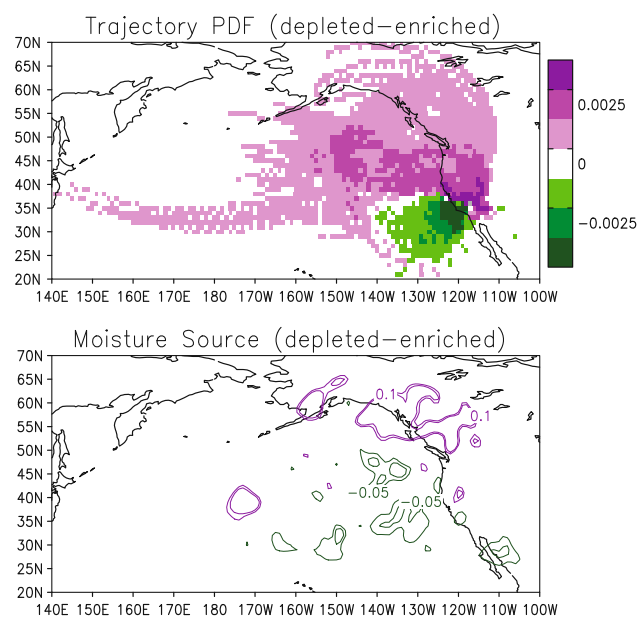 Trajectory PDF (depleted−enriched)
70N
65N
60N
55N
50N
45N
40N
35N
30N
25N
20N
140E 150E 160E 170E 180 170W 160W 150W 140W 130W 120W 110W 100W
0.0025
0
−0.0025
Moisture Source (depleted−enriched)
70N
65N
60N
55N
50N
45N
40N
35N
30N
25N
20N
0.1
0.1
−0.05
−0.05
140E 150E 160E 170E 180 170W 160W 150W 140W 130W 120W 110W 100W